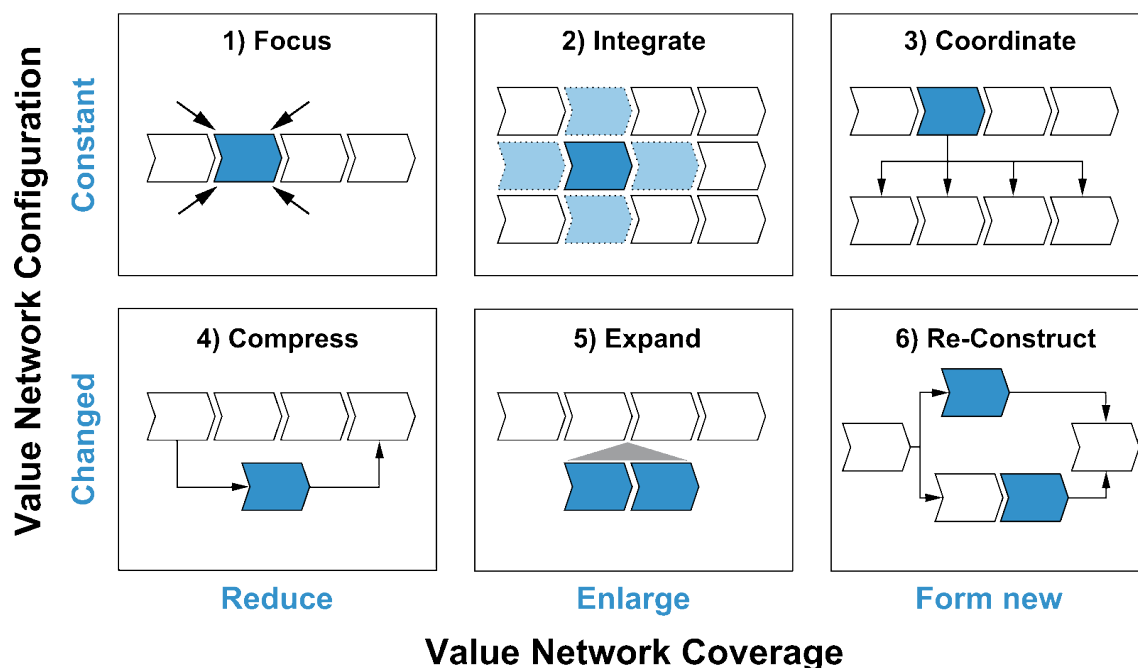 Value Network Configuration
Constant
Changed
1) Focus
2) Integrate
3) Coordinate
4) Compress
5) Expand
6) Re-Construct
Reduce
Enlarge
Form new
Value Network Coverage